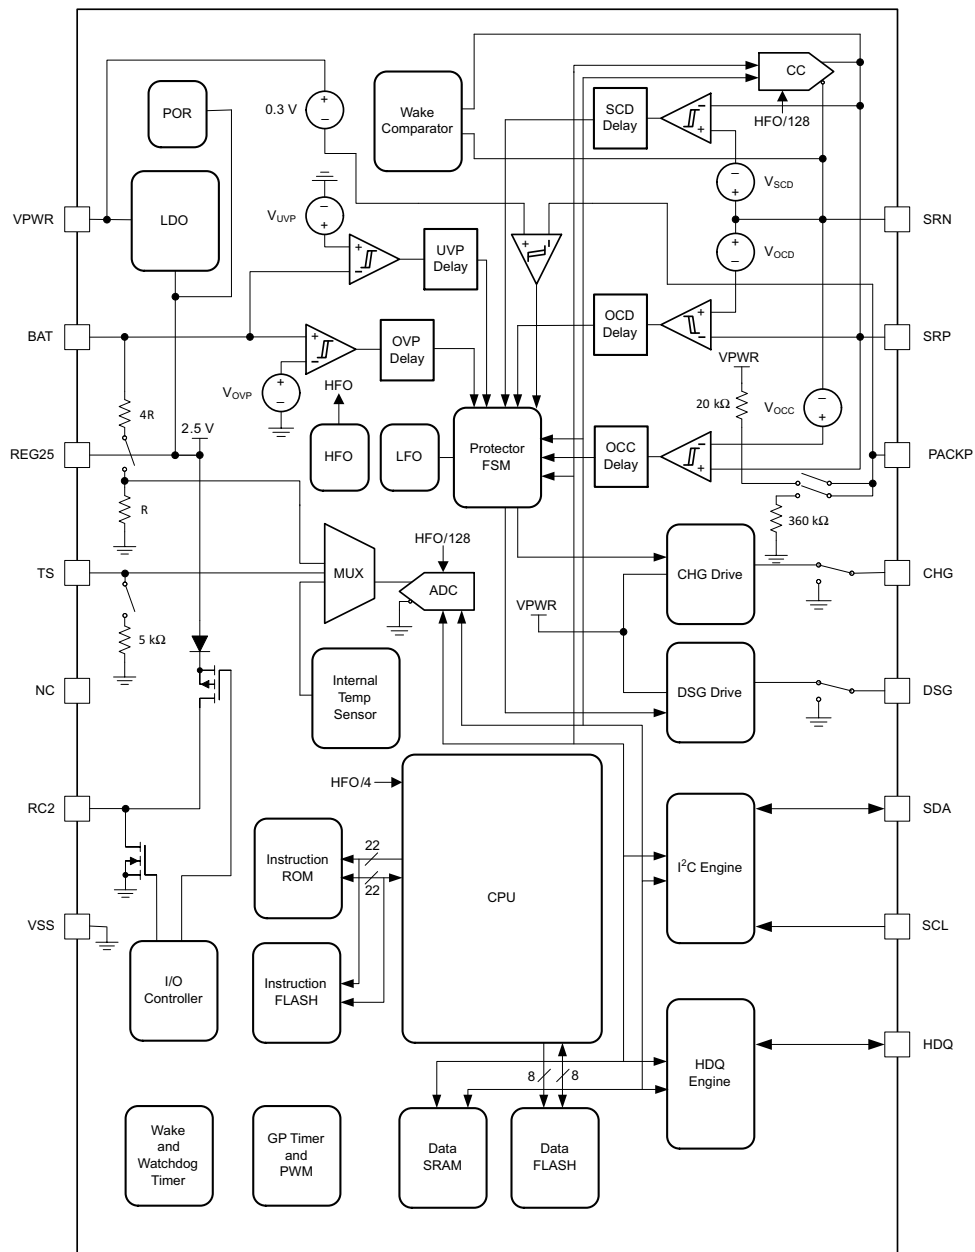 CC
POR
0.3 V
Wake
Comparator
SCD
Delay
HFO/128
LDO
VSCD
VPWR
VUVP
SRN
UVP
Delay
VOCD
BAT
OVP
Delay
OCD
Delay
SRP
VPWR
VOVP
HFO
20 kΩ
VOCC
4R
2.5 V
REG25
HFO
LFO
Protector
FSM
OCC
Delay
PACKP
R
360 kΩ
HFO/128
TS
MUX
ADC
CHG Drive
CHG
VPWR
5 kΩ
NC
Internal
Temp
Sensor
DSG Drive
DSG
HFO/4
RC2
SDA
22
Instruction
ROM
22
CPU
I2C Engine
VSS
SCL
I/O
Controller
Instruction
FLASH
HDQ
HDQ
Engine
8
8
Wake
and
Watchdog
Timer
GP Timer
and
PWM
Data
SRAM
Data
FLASH